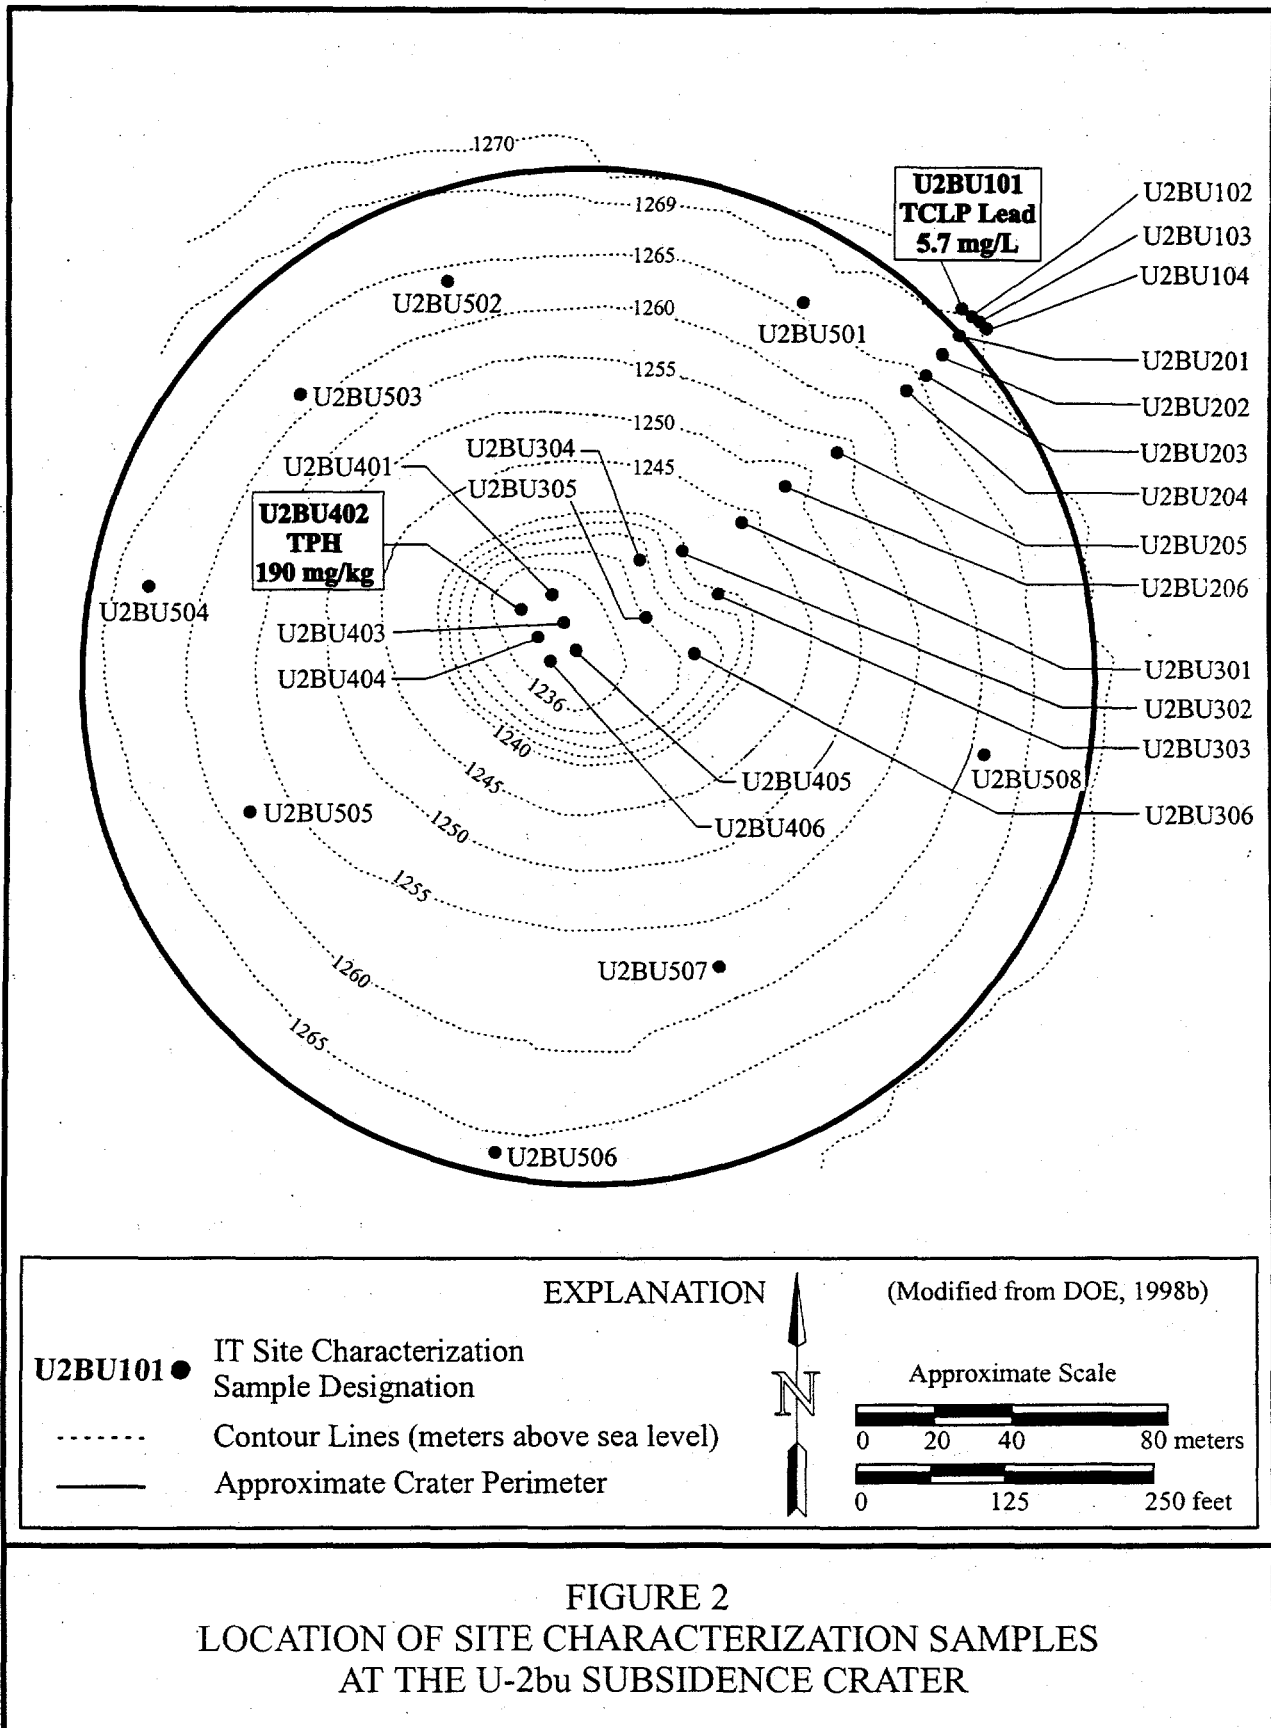 1270
U2BU101
TCLP Lead
5.7 mg/L
U2BU102
1269
U2BU103
1265
U2BU104
U2BU502
1260
U2BU501
U2BU201
1255
U2BU503
U2BU202
1250
U2BU304
U2BU203
U2BU401
1245
U2BU305
U2BU204
U2BU402
TPH
190 mg/kg
U2BU205
U2BU206
U2BU504
U2BU403
U2BU301
U2BU404
1236
U2BU302
1240
U2BU303
1245
U2BU405
U2BU508
U2BU505
1250
U2BU406
U2BU306
1255
U2BU507
1260
1265
U2BU506
EXPLANATION
(Modified from DOE, 1998b)
U2BU101
IT Site Characterization
Sample Designation
N
Approximate Scale
Contour Lines (meters above sea level)
0 20 40 80 meters
Approximate Crater Perimeter
0 125 250 feet
FIGURE 2
LOCATION OF SITE CHARACTERIZATION SAMPLES
AT THE U-2bu SUBSIDENCE CRATER